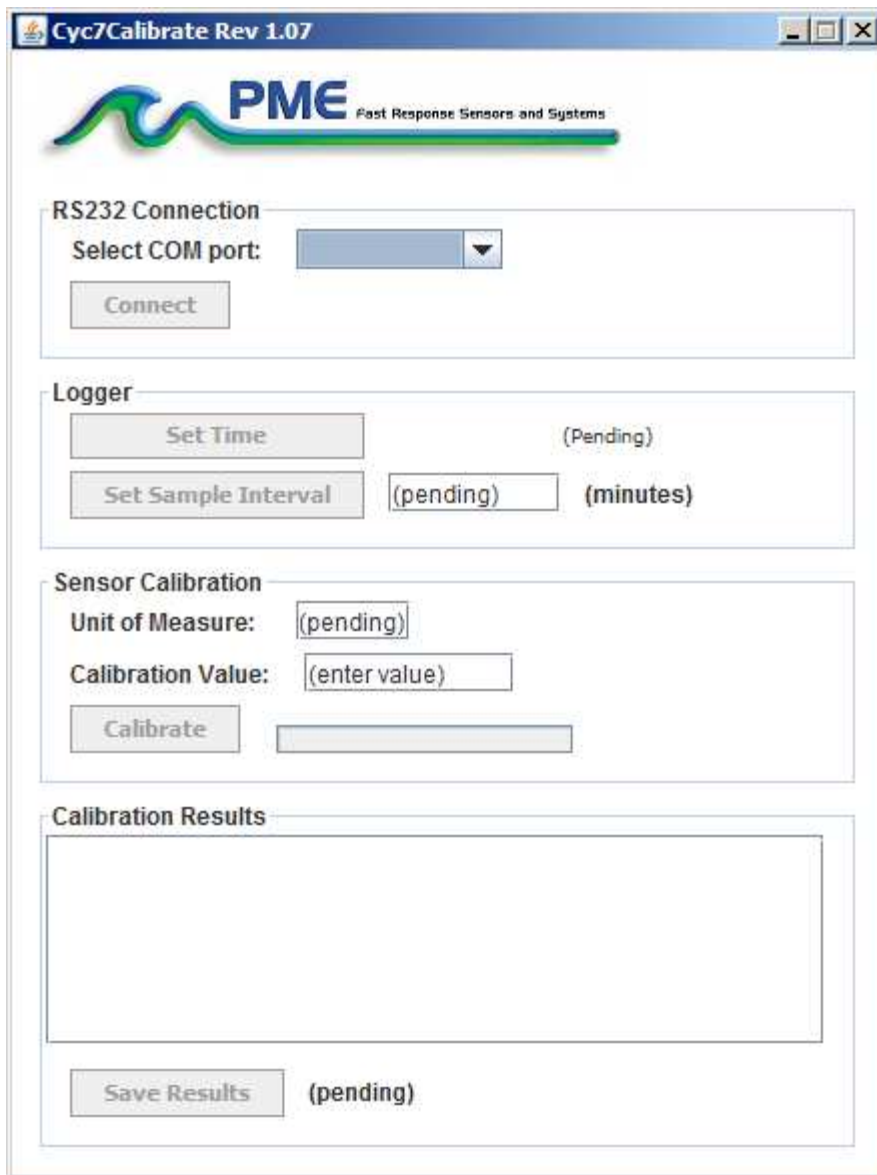 Cyc7Calibrate Rev 1.07
PME Fast Response Sensors and Systems
RS232 Connection
Select COM port:
Connect
Logger
Set Time (Pending)
Set Sample Interval (pending) (minutes)
Sensor Calibration
Unit of Measure: (pending)
Calibration Value: (enter value)
Calibrate
Calibration Results
Save Results (pending)